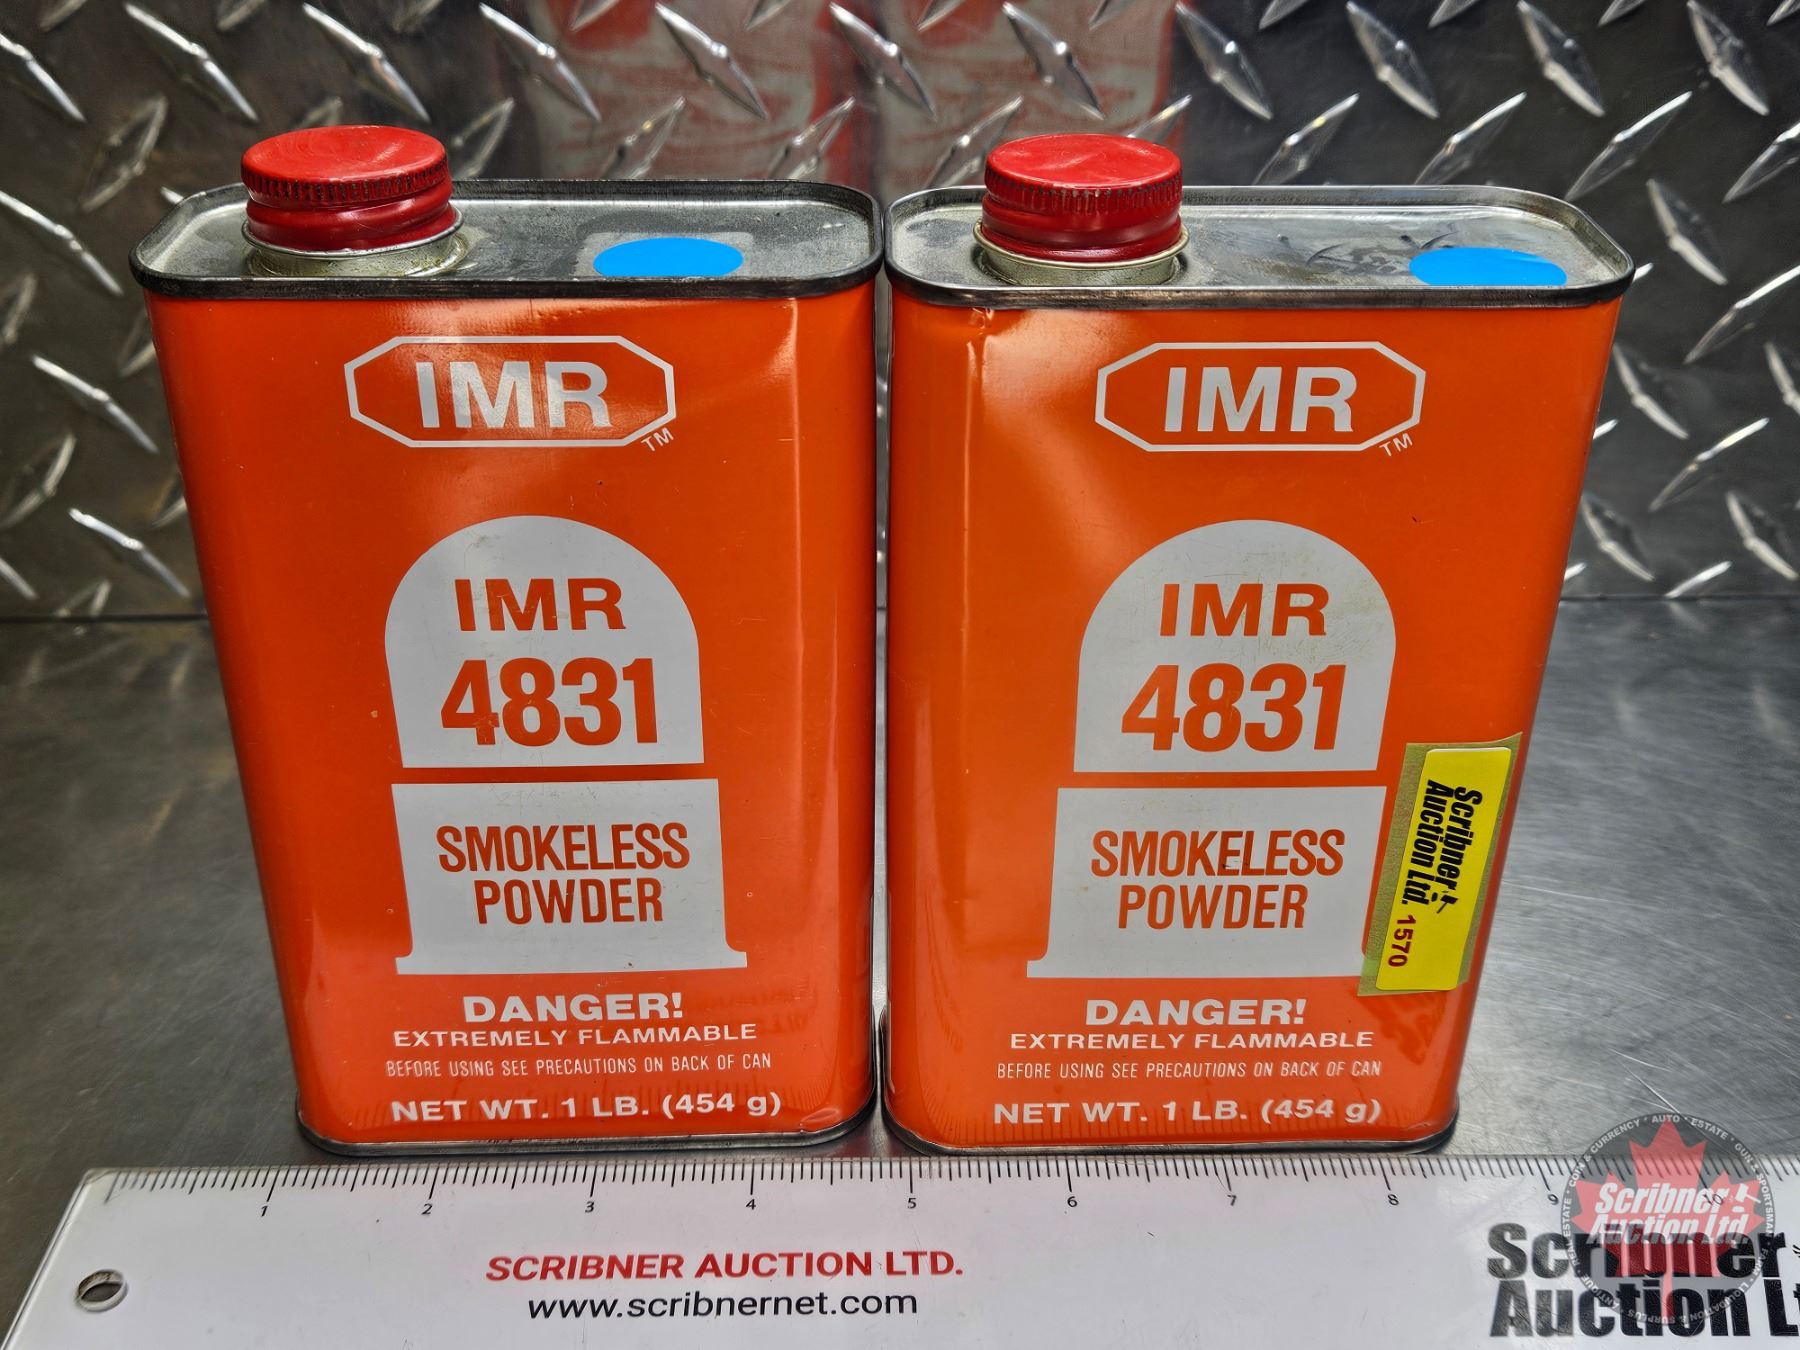 IMR
TM
IMR
4831
SMOKELESS
POWDER
DANGER!
EXTREMELY FLAMMABLE
BEFORE USING SEE PRECAUTIONS ON BACK OF CAN
NET WT. 1 LB. (454 g)
IMR
TM
IMR
4831
SMOKELESS
POWDER
DANGER!
EXTREMELY FLAMMABLE
BEFORE USING SEE PRECAUTIONS ON BACK OF CAN
NET WT. 1 LB. (454 g)
Scribner
Auction Ltd.
1570
1 2 3 4 5 6 7 8 9 10
SCRIBNER AUCTION LTD.
www.scribnernet.com
Scribner
Auction Lt
Scribner
Auction Ltd